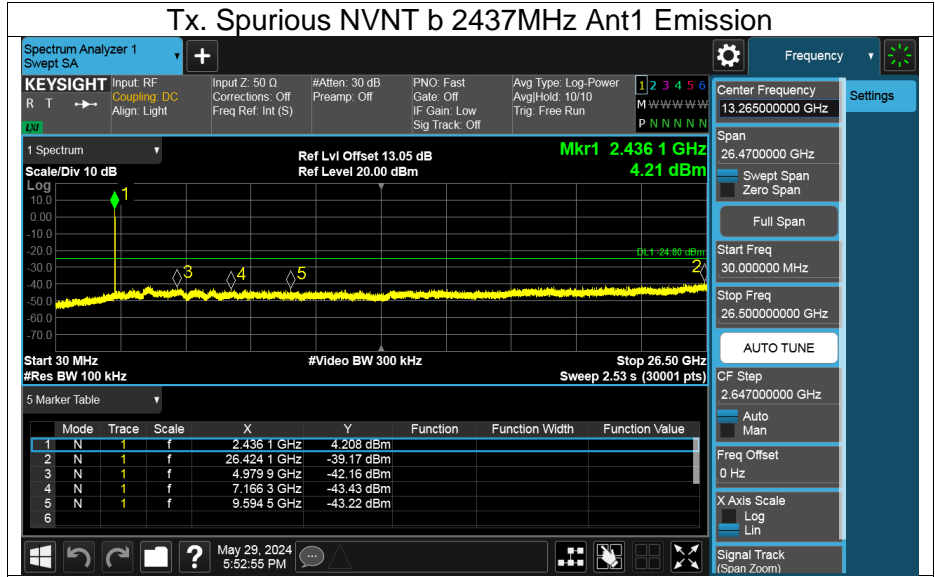 Tx. Spurious NVNT b 2437MHz Ant1 Emission
Spectrum Analyzer 1
Swept SA
+
Frequency
KEYSIGHT
R T
LXI
Input: RF
Coupling: DC
Align: Light
Input Z: 50 Ω
Corrections: Off
Freq Ref: Int (S)
#Atten: 30 dB
Preamp: Off
PNO: Fast
Gate: Off
IF Gain: Low
Sig Track: Off
Avg Type: Log-Power
Avg|Hold: 10/10
Trig: Free Run
1 2 3 4 5 6
M W W W W W
P N N N N N
Center Frequency
13.265000000 GHz
Settings
1 Spectrum
Scale/Div 10 dB
Ref Lvl Offset 13.05 dB
Ref Level 20.00 dBm
Mkr1 2.436 1 GHz
4.21 dBm
Span
26.4700000 GHz
Swept Span
Zero Span
Full Span
Start Freq
30.000000 MHz
Stop Freq
26.500000000 GHz
AUTO TUNE
CF Step
2.647000000 GHz
Auto
Man
Freq Offset
0 Hz
X Axis Scale
Log
Lin
Signal Track
(Span Zoom)
Log
10.0
0.00
-10.0
-20.0
-30.0
-40.0
-50.0
-60.0
-70.0
1
DL1 -24.80 dBm
2
3
4
5
Start 30 MHz
#Video BW 300 kHz
Stop 26.50 GHz
#Res BW 100 kHz
Sweep 2.53 s (30001 pts)
5 Marker Table
Mode Trace Scale X Y Function Function Width Function Value
1 N 1 f 2.436 1 GHz 4.208 dBm
2 N 1 f 26.424 1 GHz -39.17 dBm
3 N 1 f 4.979 9 GHz -42.16 dBm
4 N 1 f 7.166 3 GHz -43.43 dBm
5 N 1 f 9.594 5 GHz -43.22 dBm
6
?
May 29, 2024
5:52:55 PM